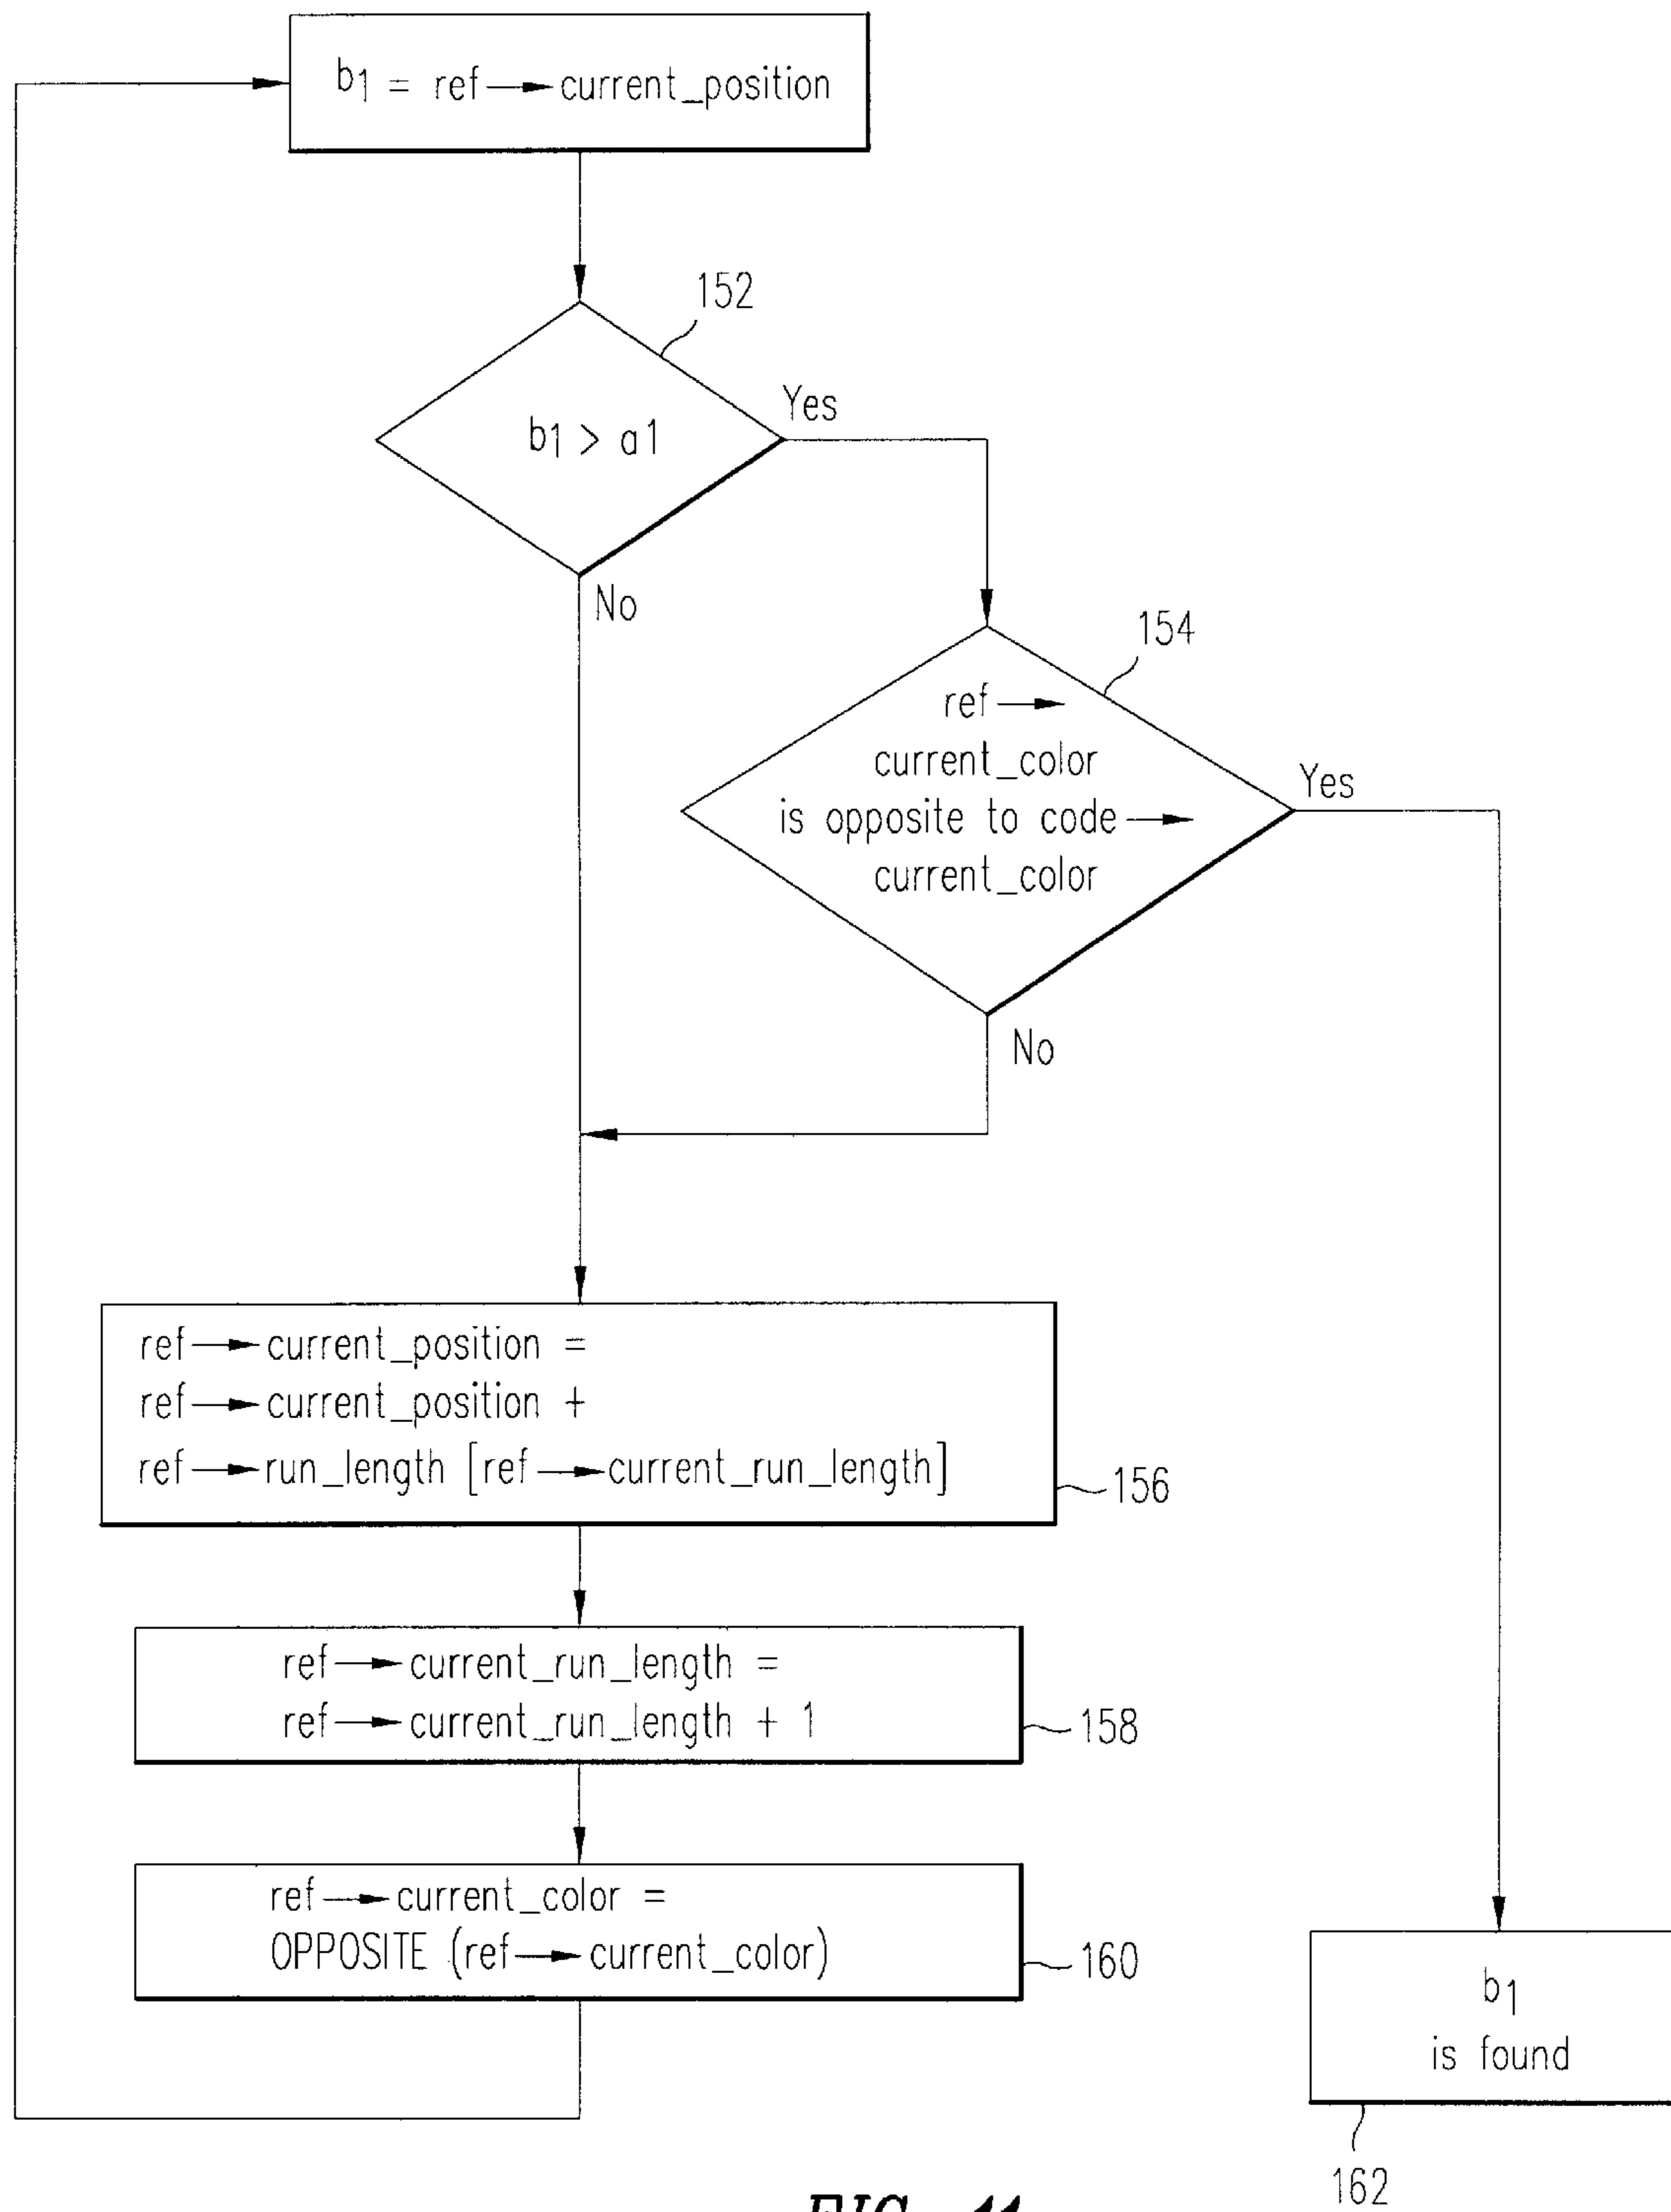 b1 = ref→current_position
152
b1 > a1
Yes
No
154
ref→
current_color
is opposite to code→
current_color
Yes
No
ref→current_position =
ref→current_position +
ref→run_length [ref→current_run_length]
156
ref→current_run_length =
ref→current_run_length + 1
158
ref→current_color =
OPPOSITE (ref→current_color)
160
b1
is found
162
FIG. 11